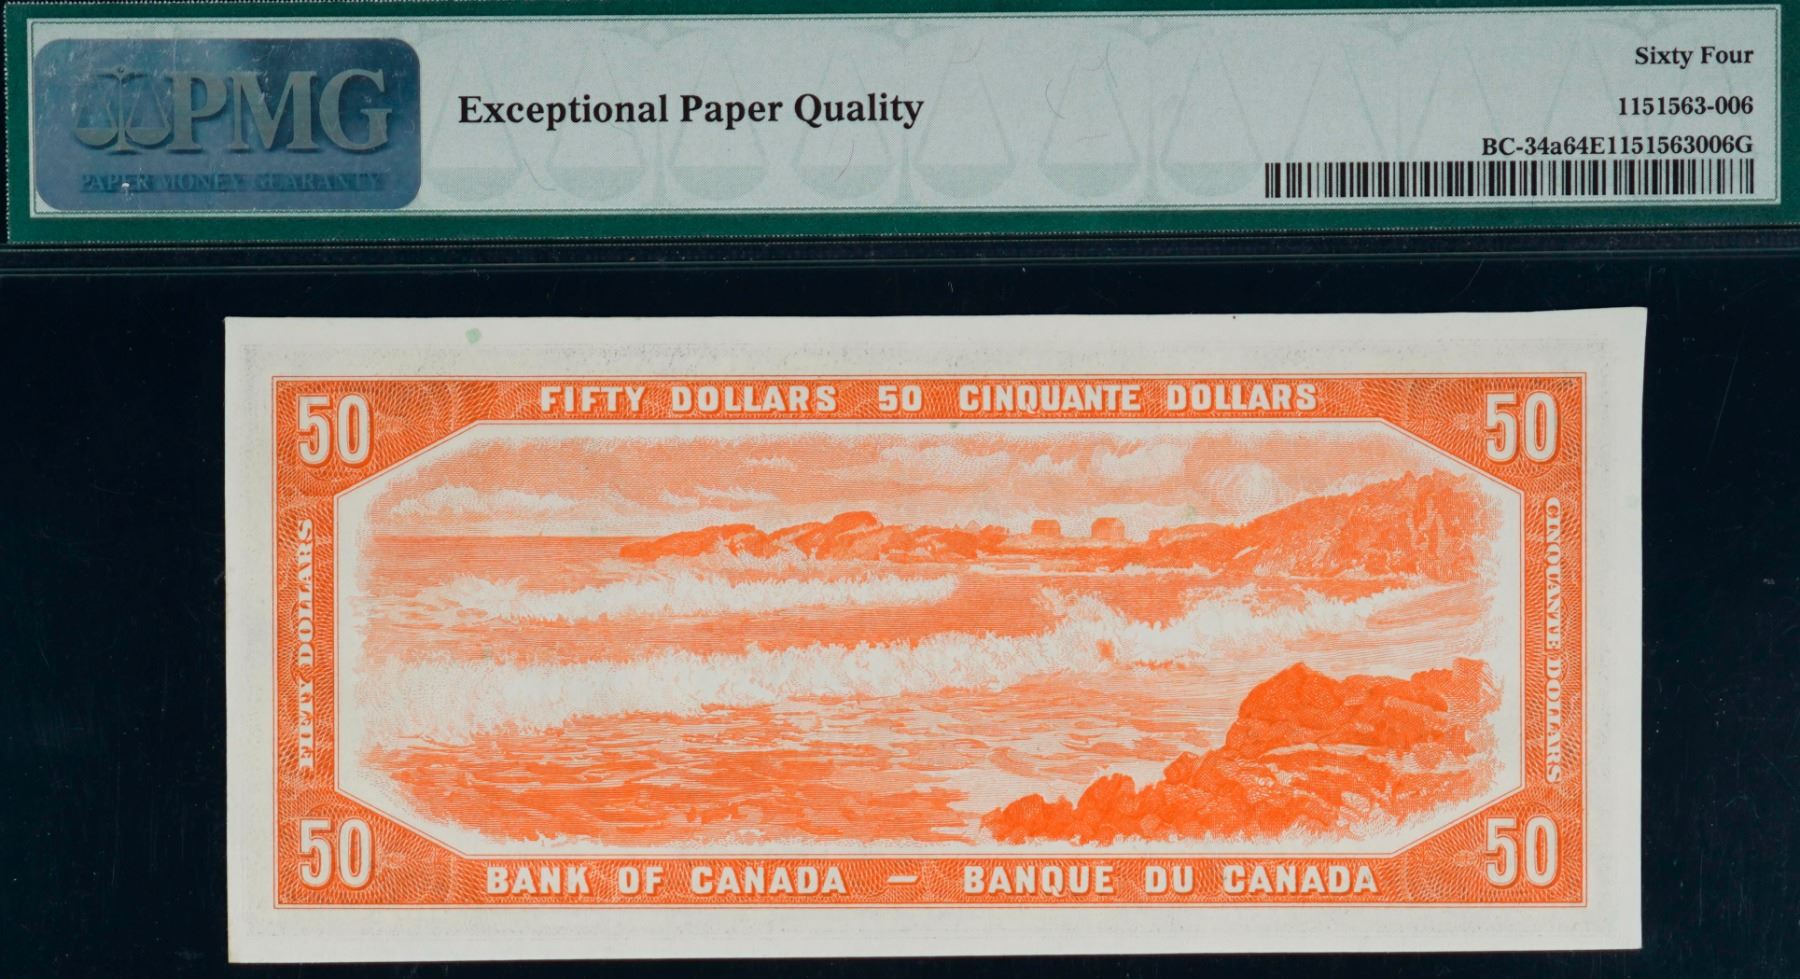 PMG
PAPER MONEY GUARANTY
Exceptional Paper Quality
Sixty Four
1151563-006
BC-34a64E1151563006G
50 FIFTY DOLLARS 50 CINQUANTE DOLLARS 50
FIFTY DOLLARS
CINQUANTE DOLLARS
50 BANK OF CANADA — BANQUE DU CANADA 50